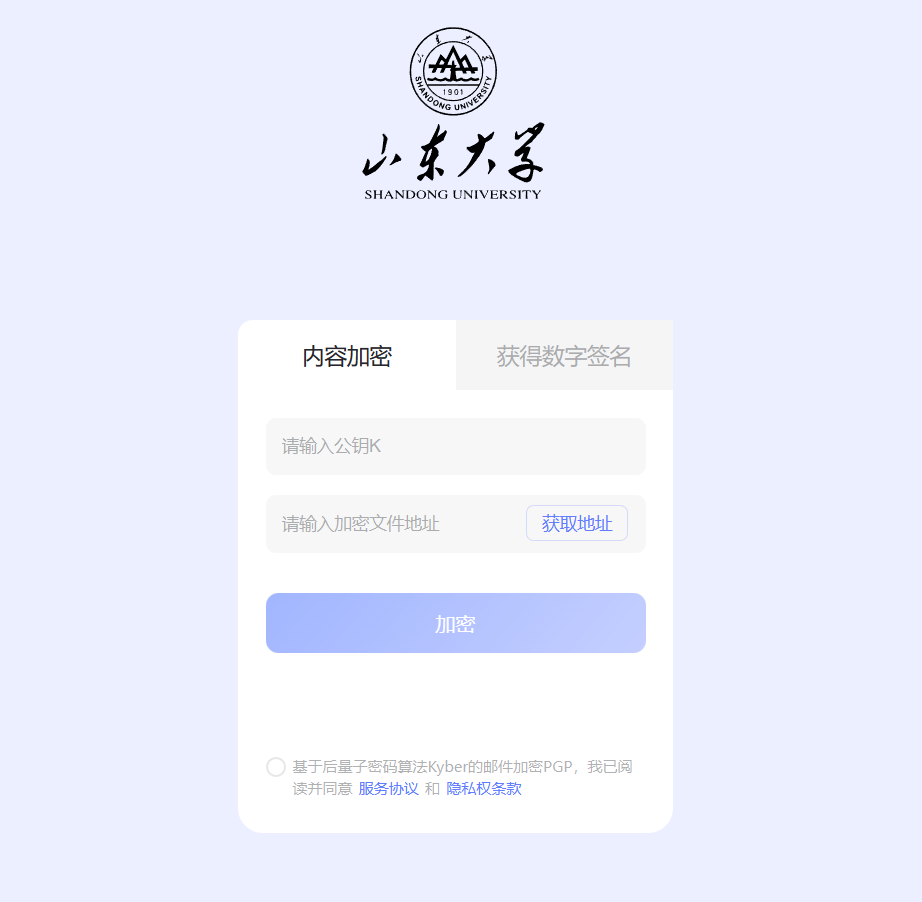 山东大学
SHANDONG UNIVERSITY
1901
山东大学
SHANDONG UNIVERSITY
内容加密
获得数字签名
请输入公钥K
请输入加密文件地址
获取地址
加密
基于后量子密码算法Kyber的邮件加密PGP，我已阅
读并同意 服务协议 和 隐私权条款